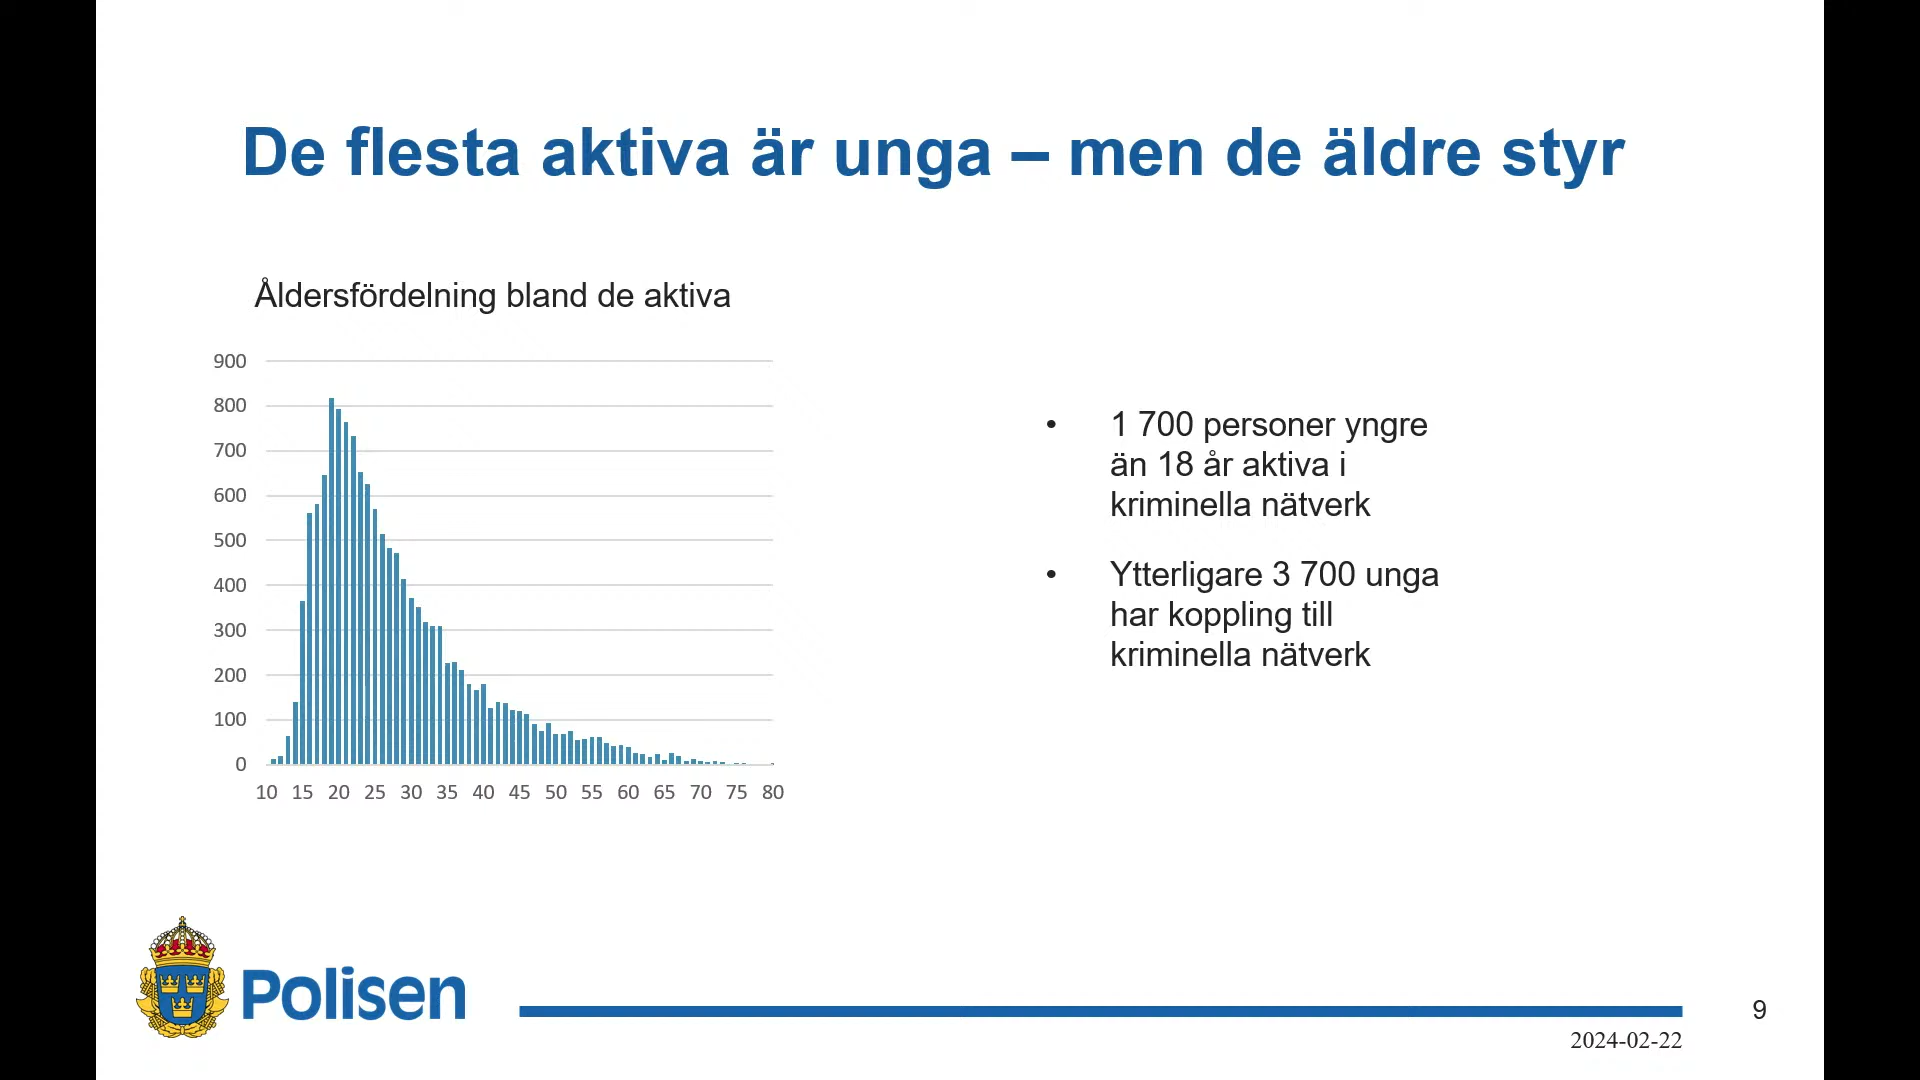 De flesta aktiva är unga – men de äldre styr
Åldersfördelning bland de aktiva
900
800
700
600
500
400
300
200
100
0
10 15 20 25 30 35 40 45 50 55 60 65 70 75 80
• 1 700 personer yngre
än 18 år aktiva i
kriminella nätverk
• Ytterligare 3 700 unga
har koppling till
kriminella nätverk
Polisen
9
2024-02-22